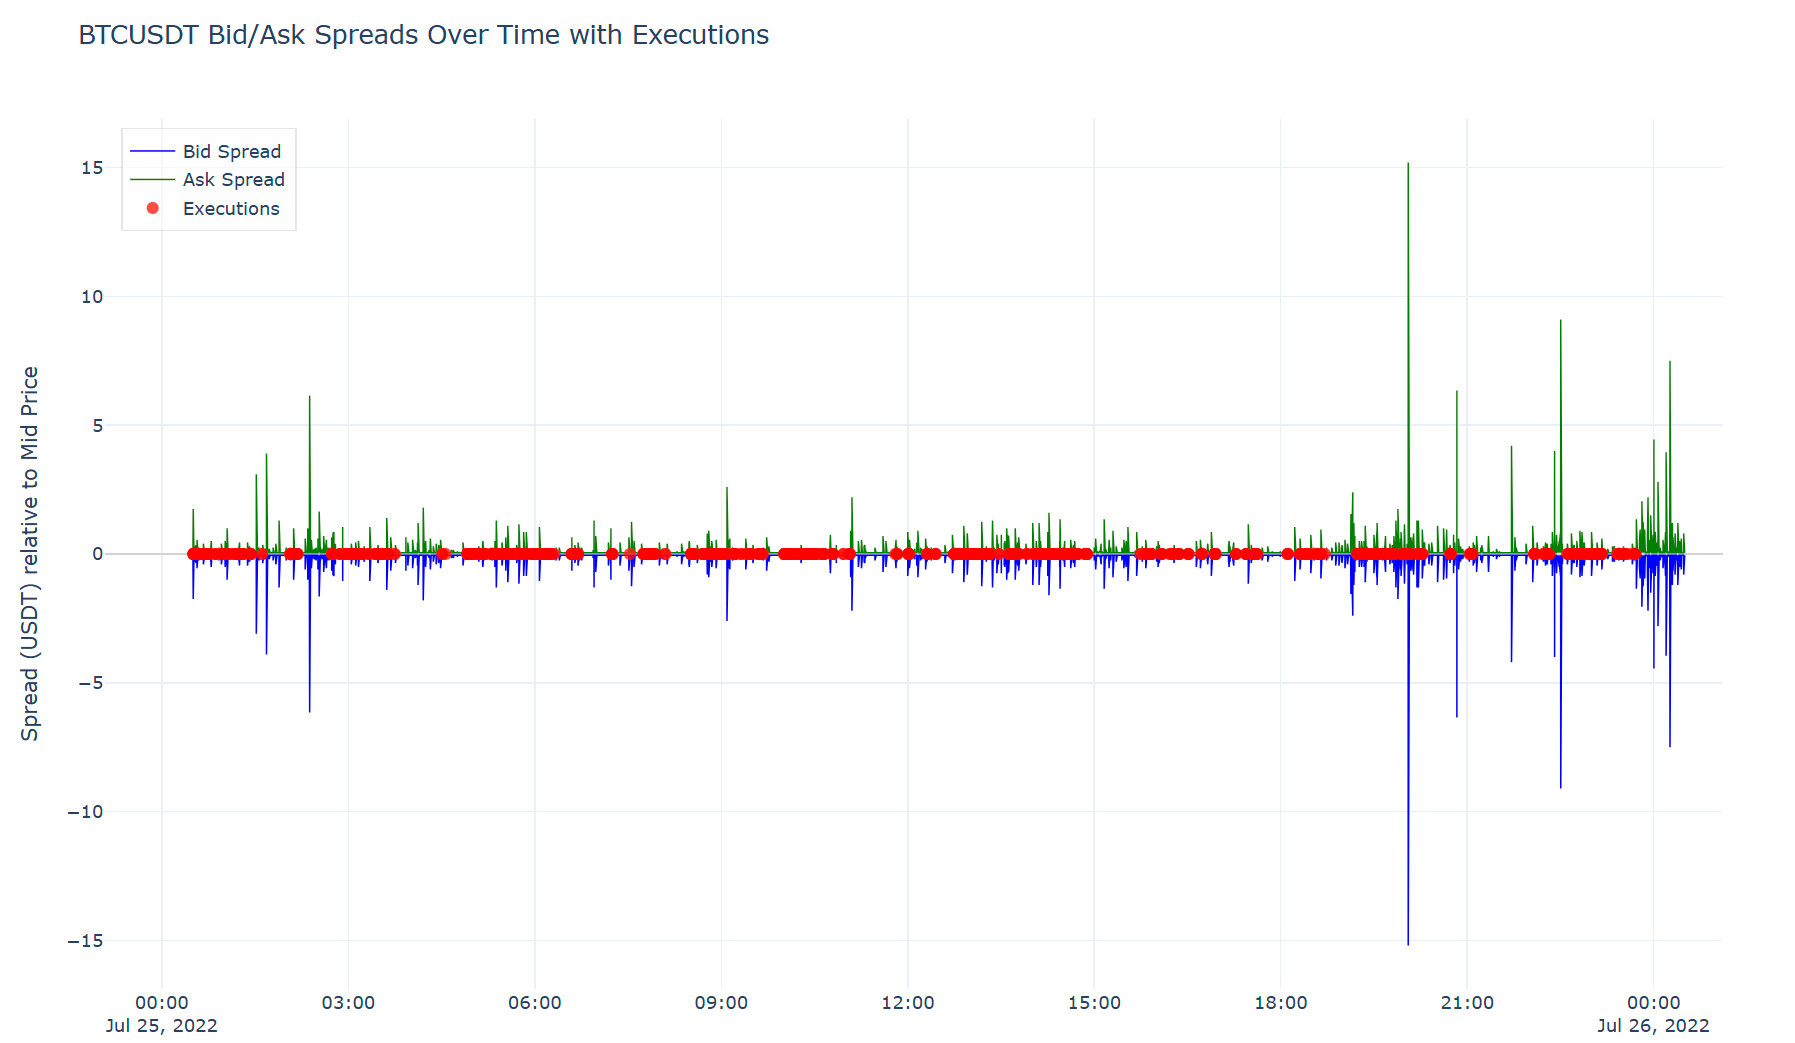 BTCUSDT Bid/Ask Spreads Over Time with Executions
Bid Spread
Ask Spread
Executions
Spread (USDT) relative to Mid Price
15
10
5
0
−5
−10
−15
00:00
Jul 25, 2022
03:00
06:00
09:00
12:00
15:00
18:00
21:00
00:00
Jul 26, 2022